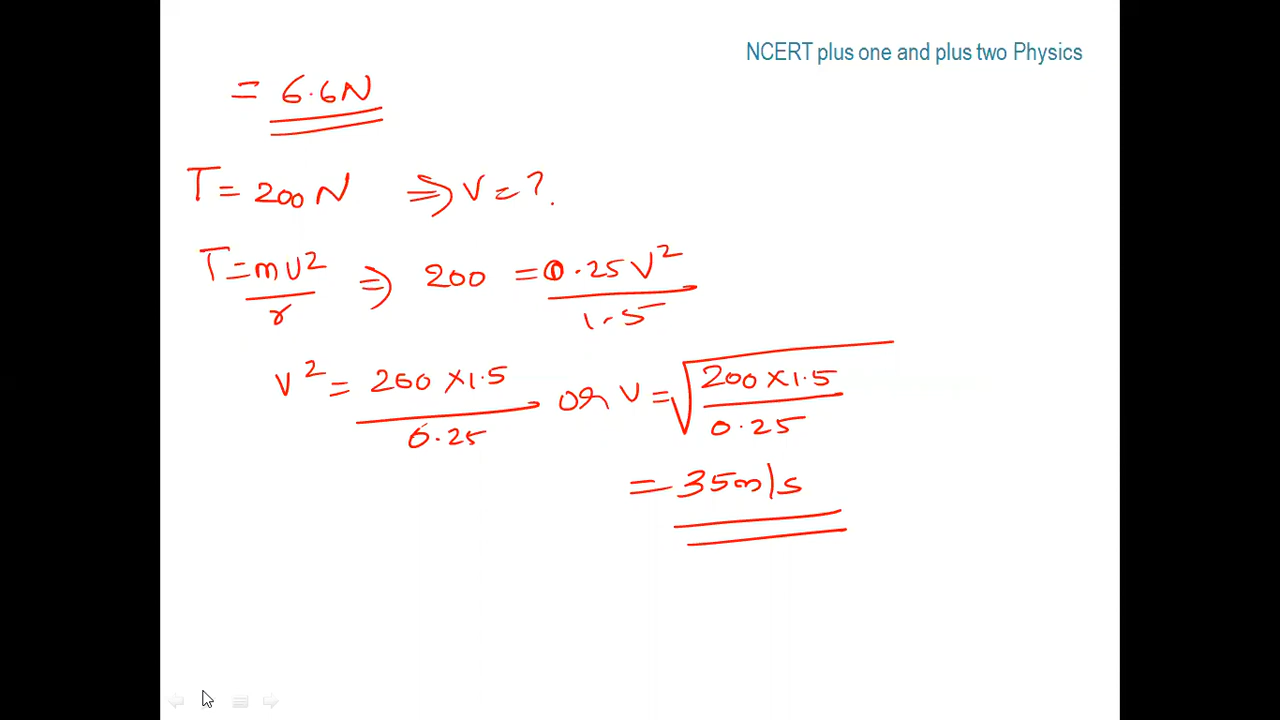 NCERT plus one and plus two Physics
= 6.6N
T = 200 N ⇒ V = ?
T = mv²/r ⇒ 200 = 0.25 V²/1.5
V² = 200 × 1.5/0.25 or V = √(200 × 1.5/0.25)
= 35m/s